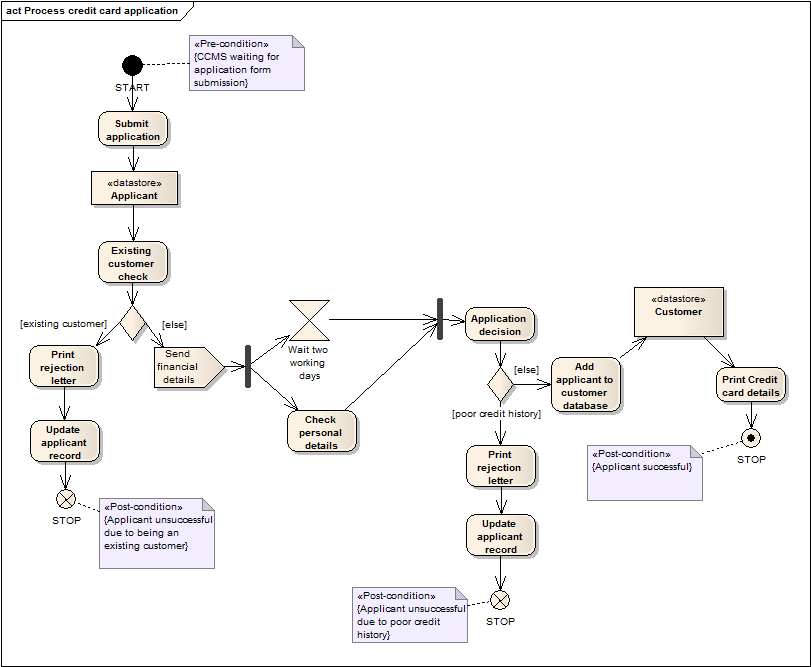 act Process credit card application
«Pre-condition»
{CCMS waiting for
application form
submission}
START
Submit
application
«datastore»
Applicant
Existing
customer
check
[existing customer]
[else]
Print
rejection
letter
Send
financial
details
Update
applicant
record
STOP
«Post-condition»
{Applicant unsuccessful
due to being an
existing customer}
Wait two
working
days
Check
personal
details
Application
decision
[else]
[poor credit history]
Add
applicant to
customer
database
«datastore»
Customer
Print Credit
card details
STOP
«Post-condition»
{Applicant successful}
Print
rejection
letter
Update
applicant
record
STOP
«Post-condition»
{Applicant unsuccessful
due to poor credit
history}